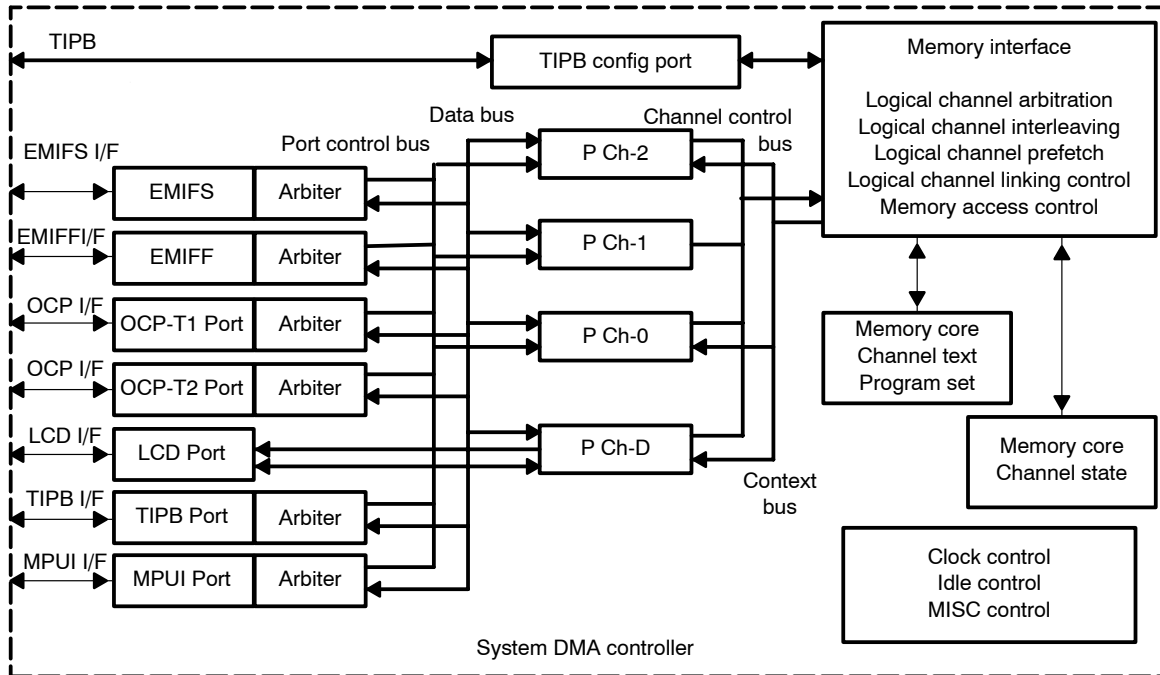 TIPB
TIPB config port
Memory interface
Logical channel arbitration
Logical channel interleaving
Logical channel prefetch
Logical channel linking control
Memory access control
Data bus
Channel control
bus
Port control bus
EMIFS I/F
EMIFS
Arbiter
P Ch-2
EMIFFI/F
EMIFF
Arbiter
P Ch-1
OCP I/F
OCP-T1 Port
Arbiter
P Ch-0
Memory core
Channel text
Program set
OCP I/F
OCP-T2 Port
Arbiter
LCD I/F
LCD Port
P Ch-D
Memory core
Channel state
Context
bus
TIPB I/F
TIPB Port
Arbiter
MPUI I/F
MPUI Port
Arbiter
Clock control
Idle control
MISC control
System DMA controller